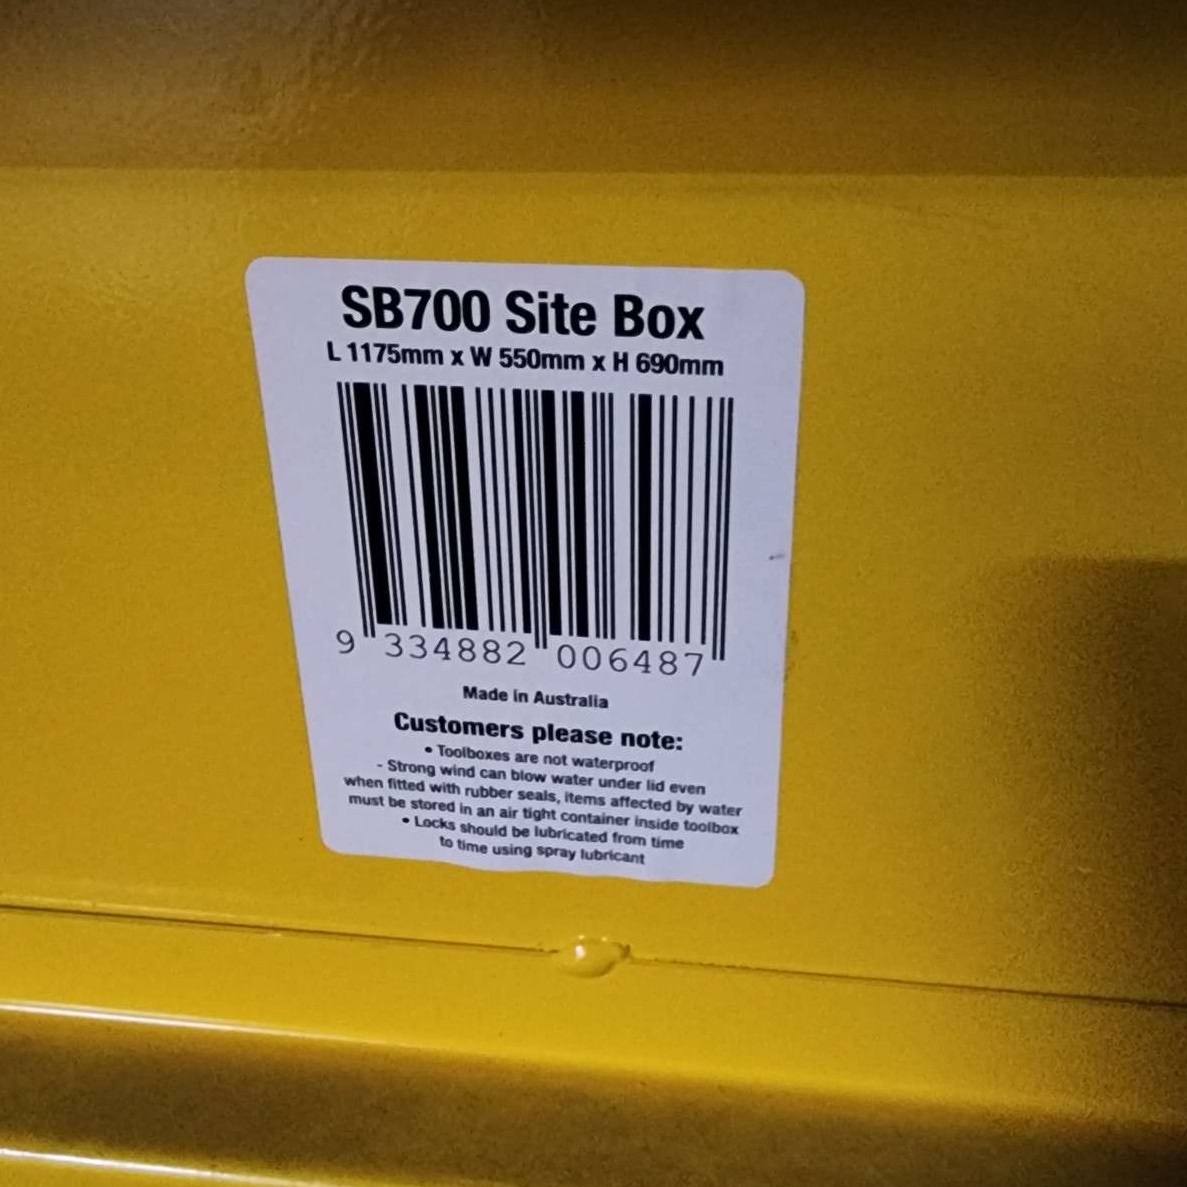 SB700 Site Box
L 1175mm x W 550mm x H 690mm
9 334882 006487
Made in Australia
Customers please note:
• Toolboxes are not waterproof
- Strong wind can blow water under lid even
when fitted with rubber seals, items affected by water
must be stored in an air tight container inside toolbox
• Locks should be lubricated from time
to time using spray lubricant